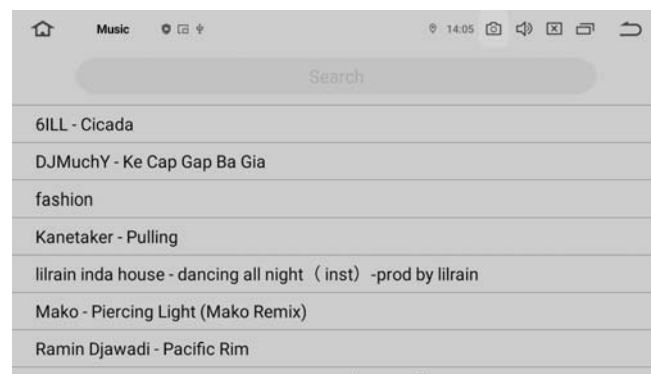 Music 14:05
Search
6ILL - Cicada
DJMuchY - Ke Cap Gap Ba Gia
fashion
Kanetaker - Pulling
lilrain inda house - dancing all night（ inst）-prod by lilrain
Mako - Piercing Light (Mako Remix)
Ramin Djawadi - Pacific Rim